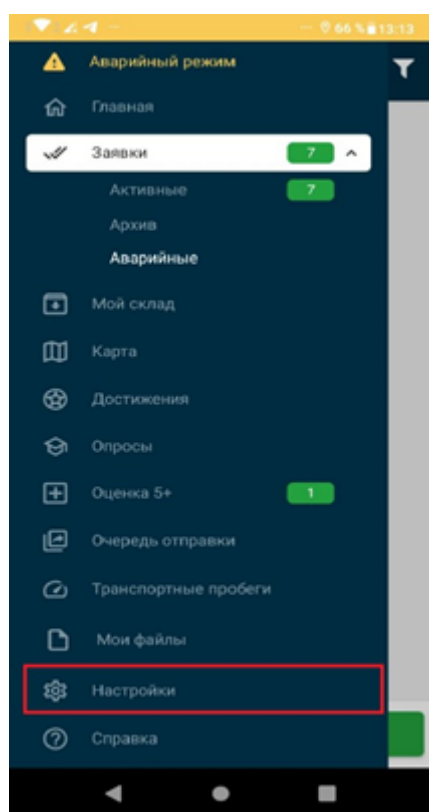 66 % 13:13
Аварийный режим
Главная
Заявки 7
Активные 7
Архив
Аварийные
Мой склад
Карта
Достижения
Опросы
Оценка 5+ 1
Очередь отправки
Транспортные пробеги
Мои файлы
Настройки
Справка